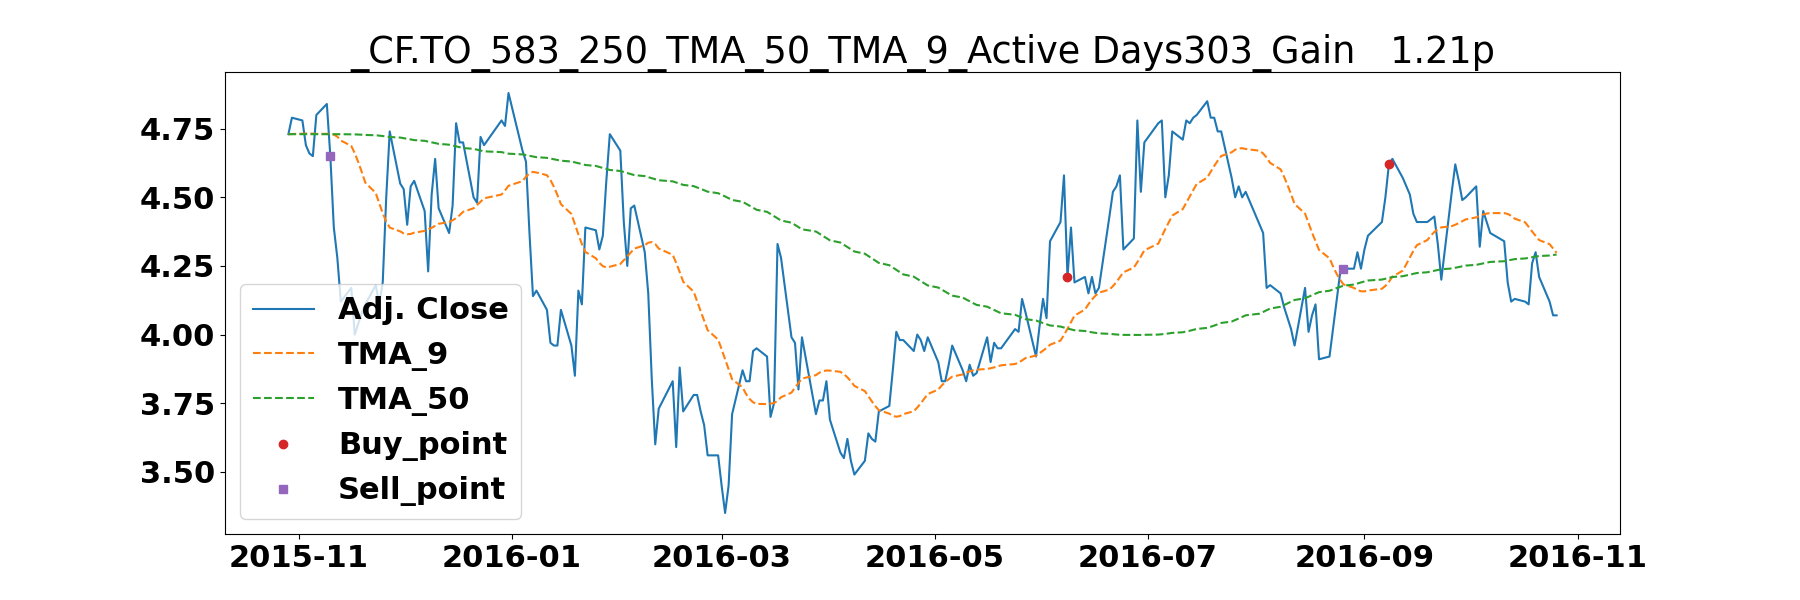 _CF.TO_583_250_TMA_50_TMA_9_Active Days303_Gain   1.21p
4.75
4.50
4.25
4.00
3.75
3.50
Adj. Close
TMA_9
TMA_50
Buy_point
Sell_point
2015-11 2016-01 2016-03 2016-05 2016-07 2016-09 2016-11